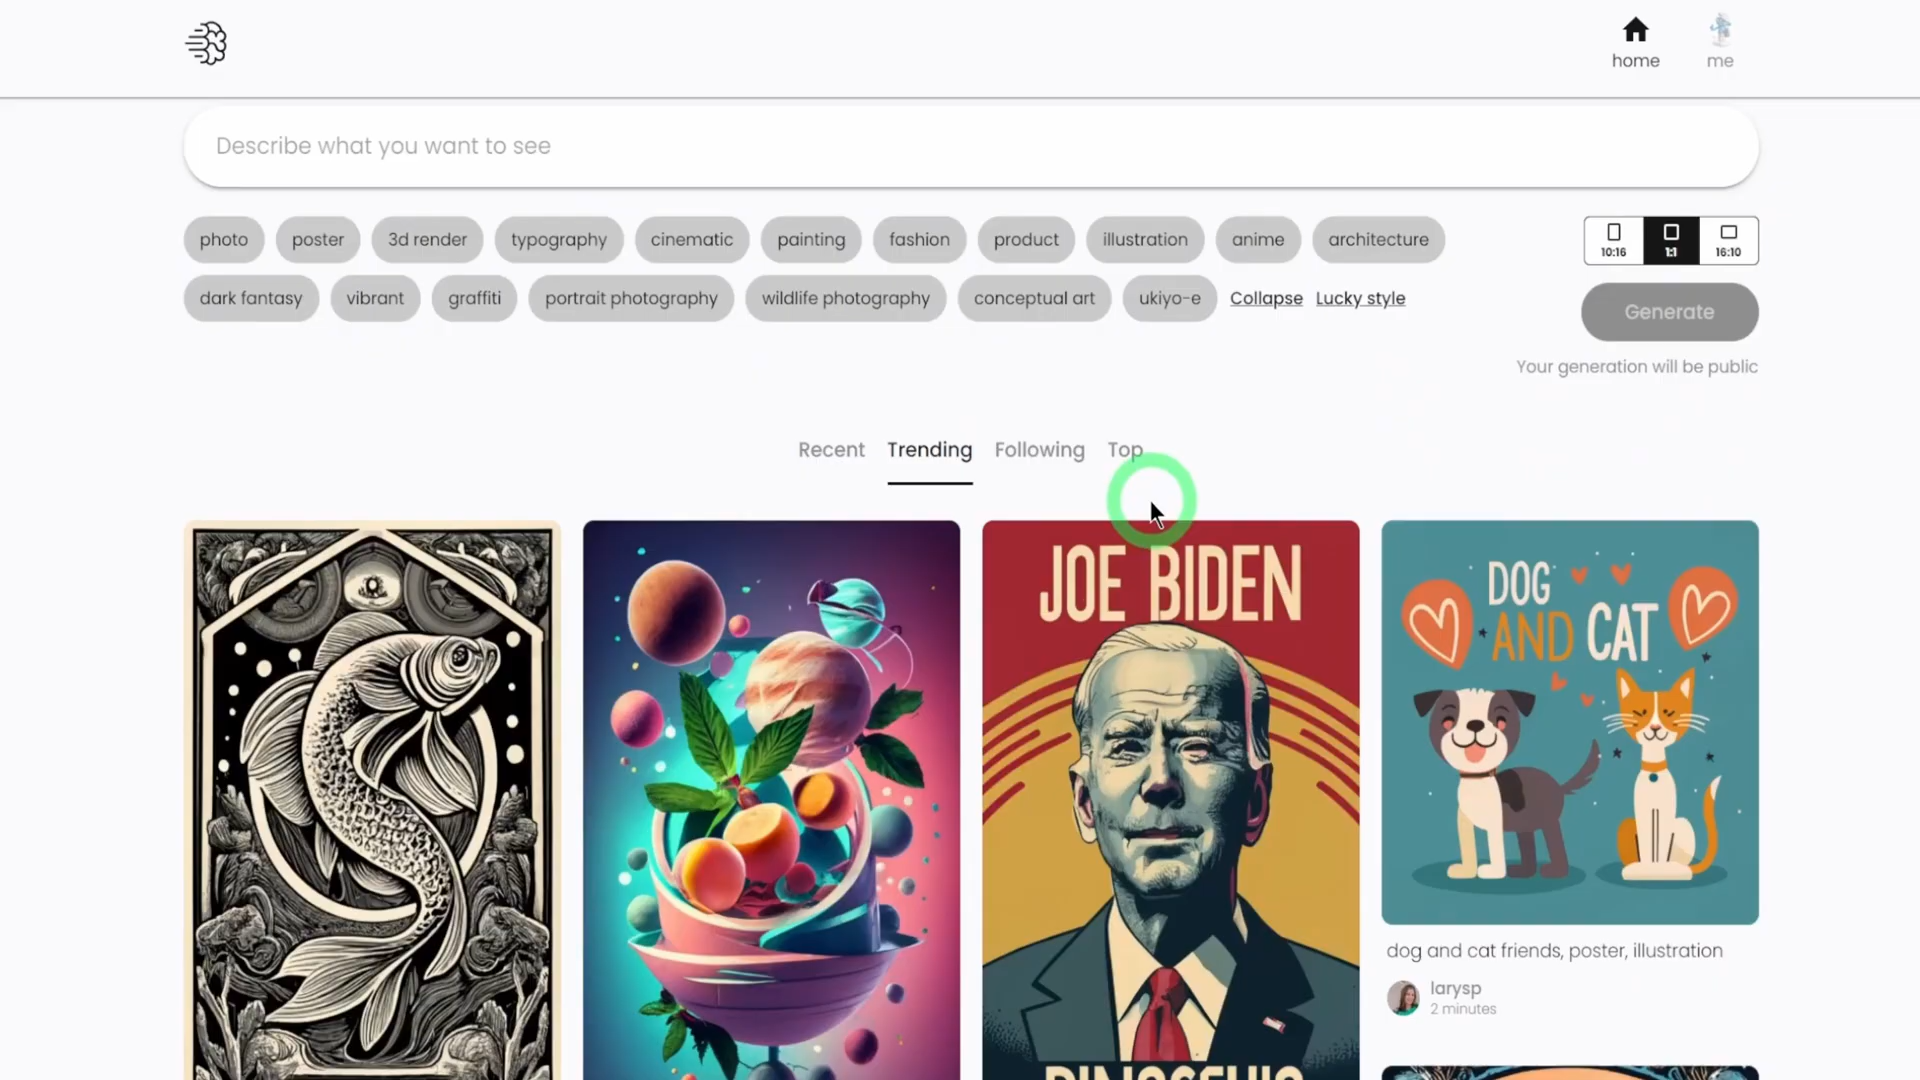 home
me
Describe what you want to see
photo
poster
3d render
typography
cinematic
painting
fashion
product
illustration
anime
architecture
10:16
1:1
16:10
dark fantasy
vibrant
graffiti
portrait photography
wildlife photography
conceptual art
ukiyo-e
Collapse
Lucky style
Generate
Your generation will be public
Recent
Trending
Following
Top
JOE BIDEN
DOG
AND CAT
dog and cat friends, poster, illustration
larysp
2 minutes